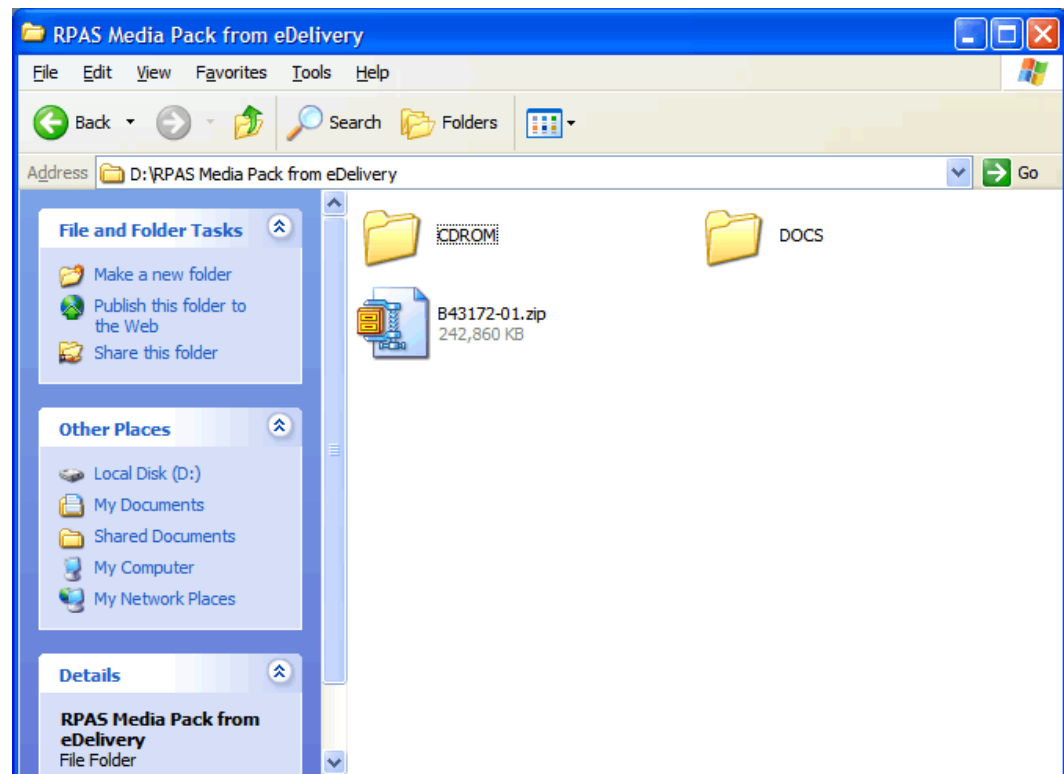 RPAS Media Pack from eDelivery
File Edit View Favorites Tools Help
Back Search Folders
Address D:\RPAS Media Pack from eDelivery Go
File and Folder Tasks
Make a new folder
Publish this folder to
the Web
Share this folder
Other Places
Local Disk (D:)
My Documents
Shared Documents
My Computer
My Network Places
Details
RPAS Media Pack from
eDelivery
File Folder
CDROM DOCS
B43172-01.zip
242,860 KB